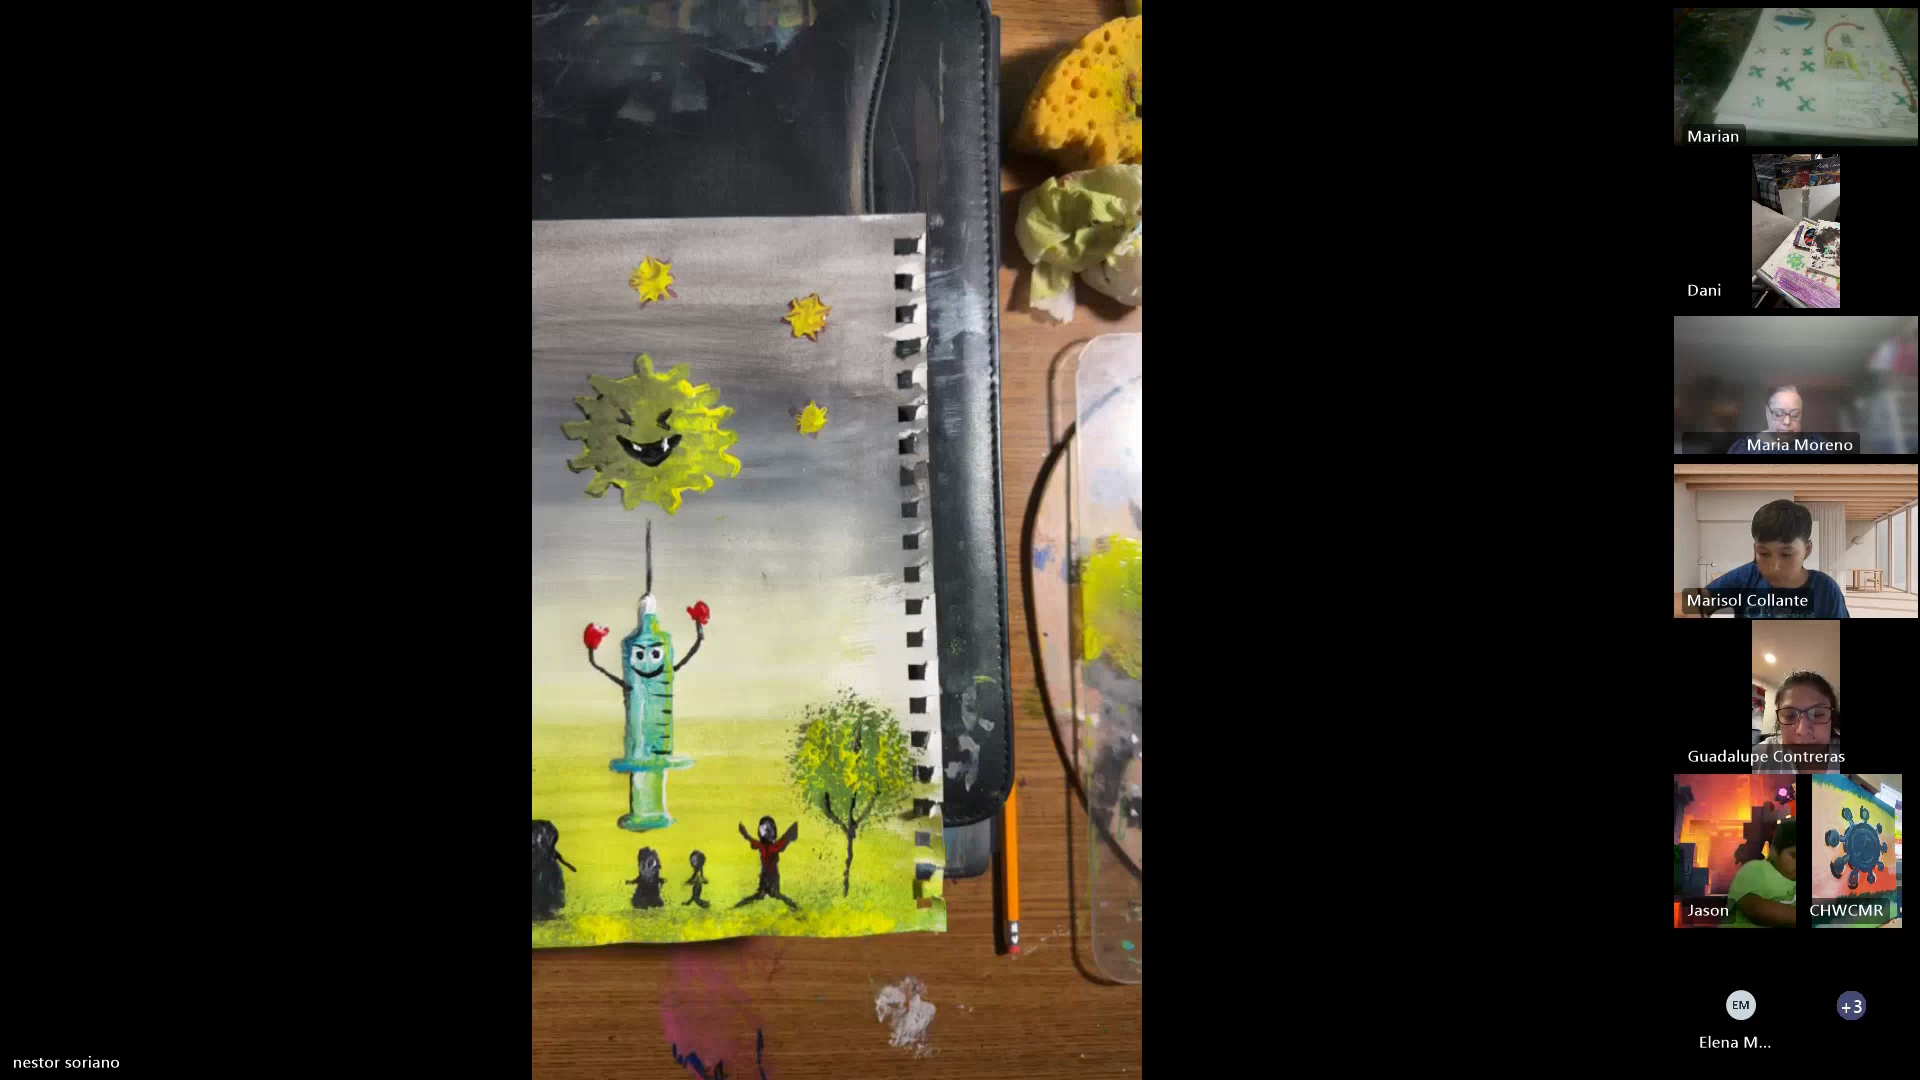 Marian
Dani
Maria Moreno
Marisol Collante
Guadalupe Contreras
Jason
CHWCMR
EM
+3
Elena M...
nestor soriano